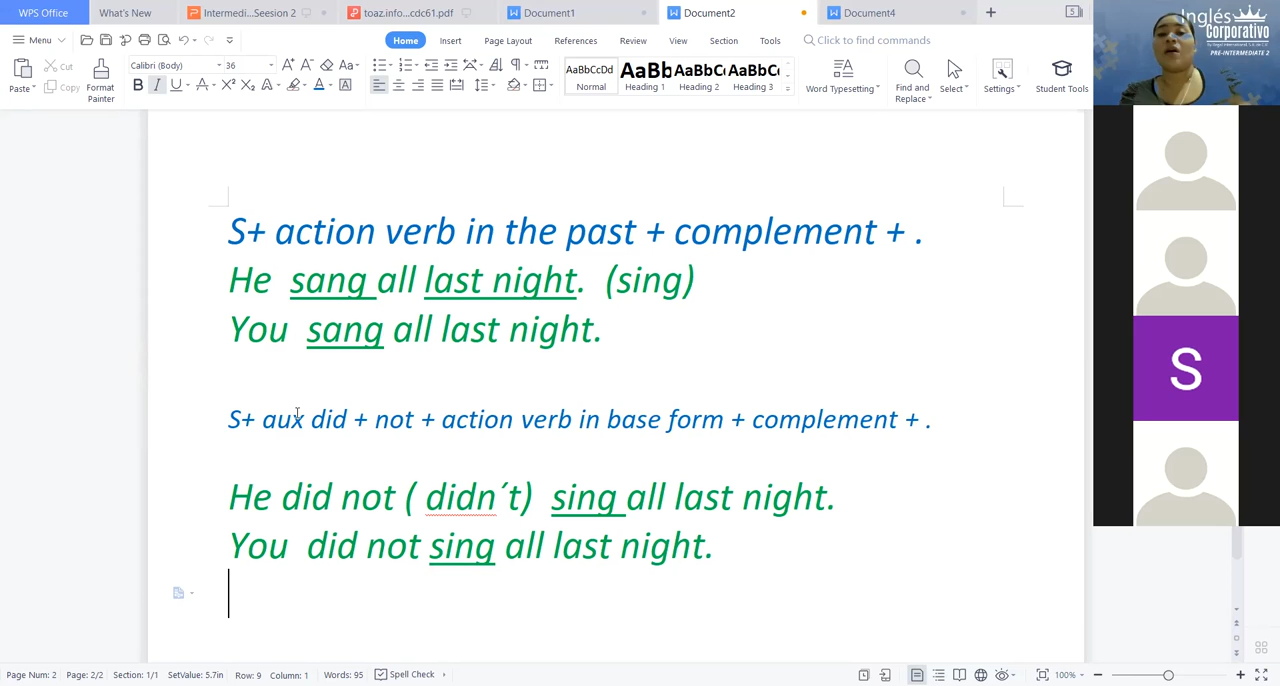 WPS Office What's New Intermedi...Seesion 2 toaz.info...cdc61.pdf Document1 Document2 Document4 + 5
Menu Home Insert Page Layout References Review View Section Tools Click to find commands
Paste Cut Copy Format Painter Calibri (Body) 36 AaBbCcDd Normal AaBb Heading 1 AaBbCc Heading 2 AaBbCc Heading 3 Word Typesetting Find and Replace Select Settings Student Tools
Inglés Corporativo
PRE-INTERMEDIATE 2
S+ action verb in the past + complement + .
He sang all last night. (sing)
You sang all last night.
S+ aux did + not + action verb in base form + complement + .
He did not ( didn´t) sing all last night.
You did not sing all last night.
S
Page Num: 2 Page: 2/2 Section: 1/1 SetValue: 5.7in Row: 9 Column: 1 Words: 95 Spell Check 100%